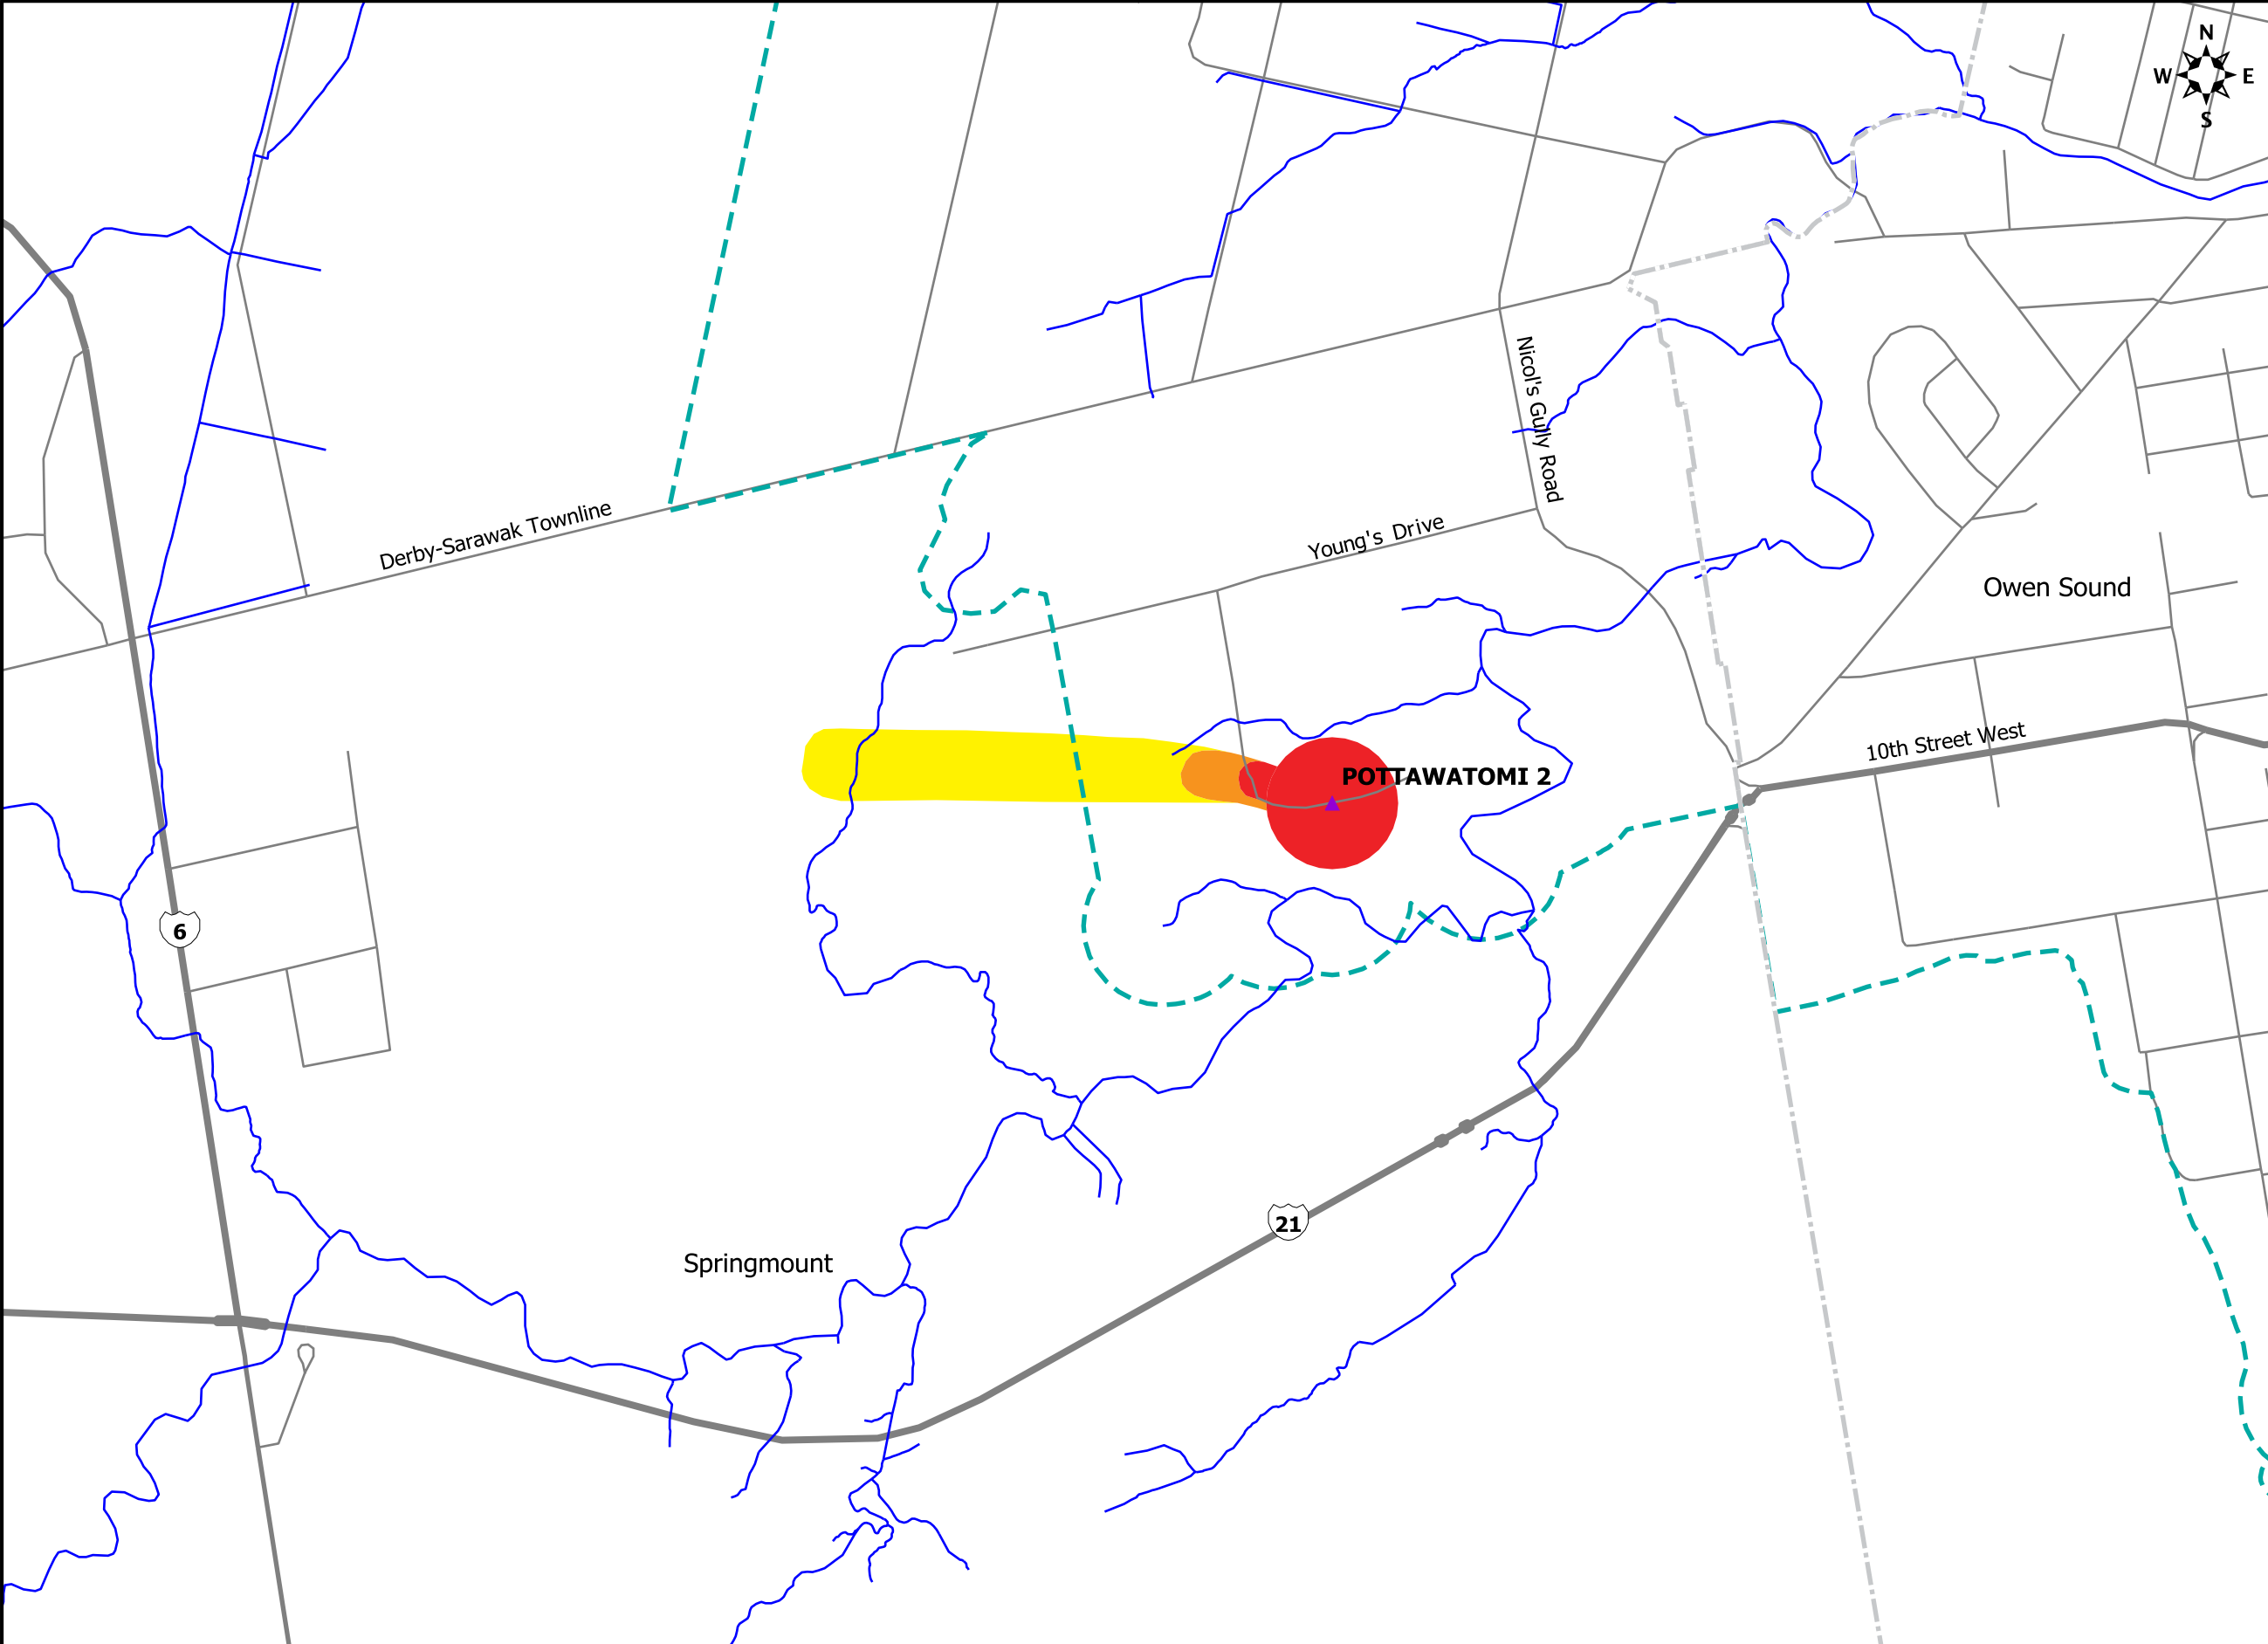 N
W E
S
Nicol's Gully Road
Derby-Sarawak Townline
Young's Drive
Owen Sound
10th Street West
POTTAWATOMI 2
6
21
Springmount